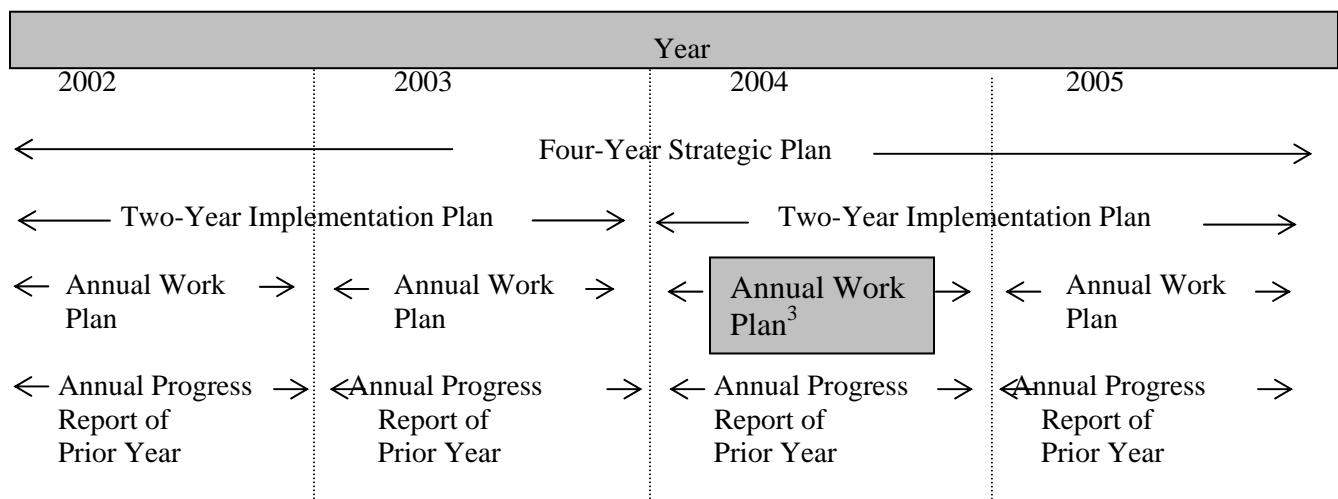 Year
2002 2003 2004 2005
Four-Year Strategic Plan
Two-Year Implementation Plan Two-Year Implementation Plan
Annual Work Annual Work Annual Work Annual Work
Plan Plan Plan³ Plan
Annual Progress Annual Progress Annual Progress Annual Progress
Report of Report of Report of Report of
Prior Year Prior Year Prior Year Prior Year